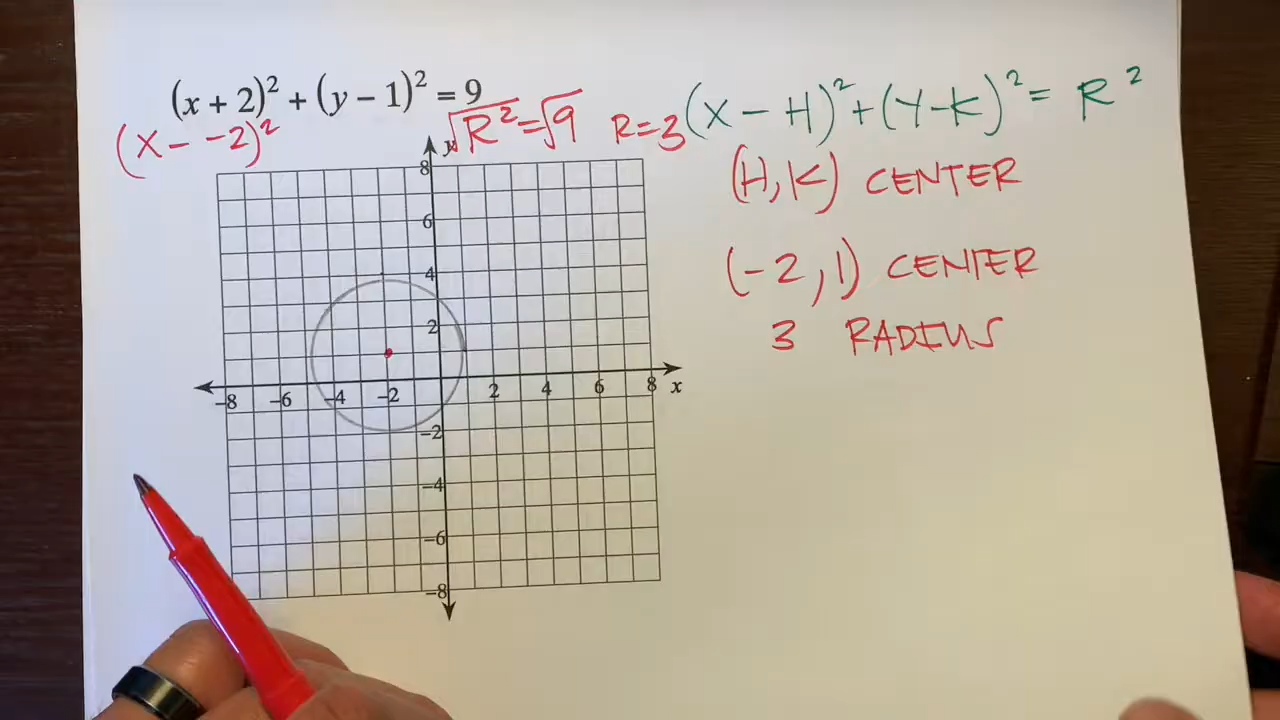 (x + 2)² + (y − 1)² = 9
(X - -2)²
√R² = √9 R=3
(X-H)² + (Y-K)² = R²
(H,K) CENTER
(-2,1) CENTER
3 RADIUS
y
8
6
4
2
−8 −6 −4 −2 2 4 6 8 x
−2
−4
−6
−8